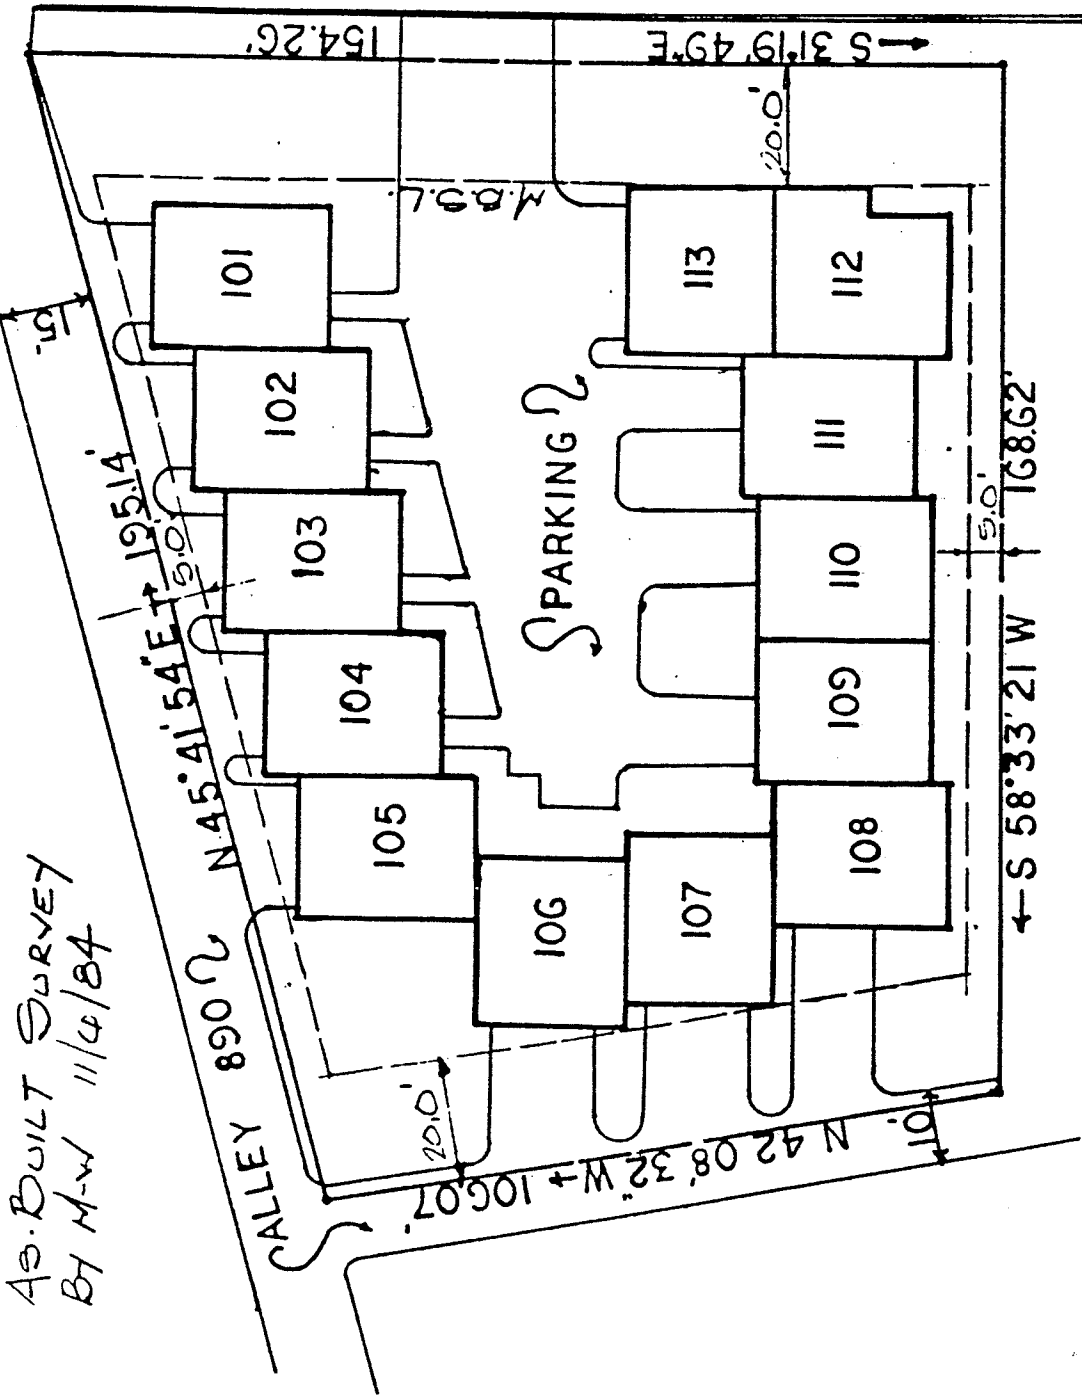 AS-BUILT SURVEY
BY M-W 11/4/84
ALLEY 890
N 45° 41' 54" E 195.14'
15'
5.0'
154.26'
S 31°19' 49"E
20.0'
M.B.S.L.
101
102
103
104
105
106
107
108
109
110
111
112
113
PARKING
5.0'
S 58°33' 21 W 168.62'
N 42 08' 32" W 106.07'
20.0'
10.'